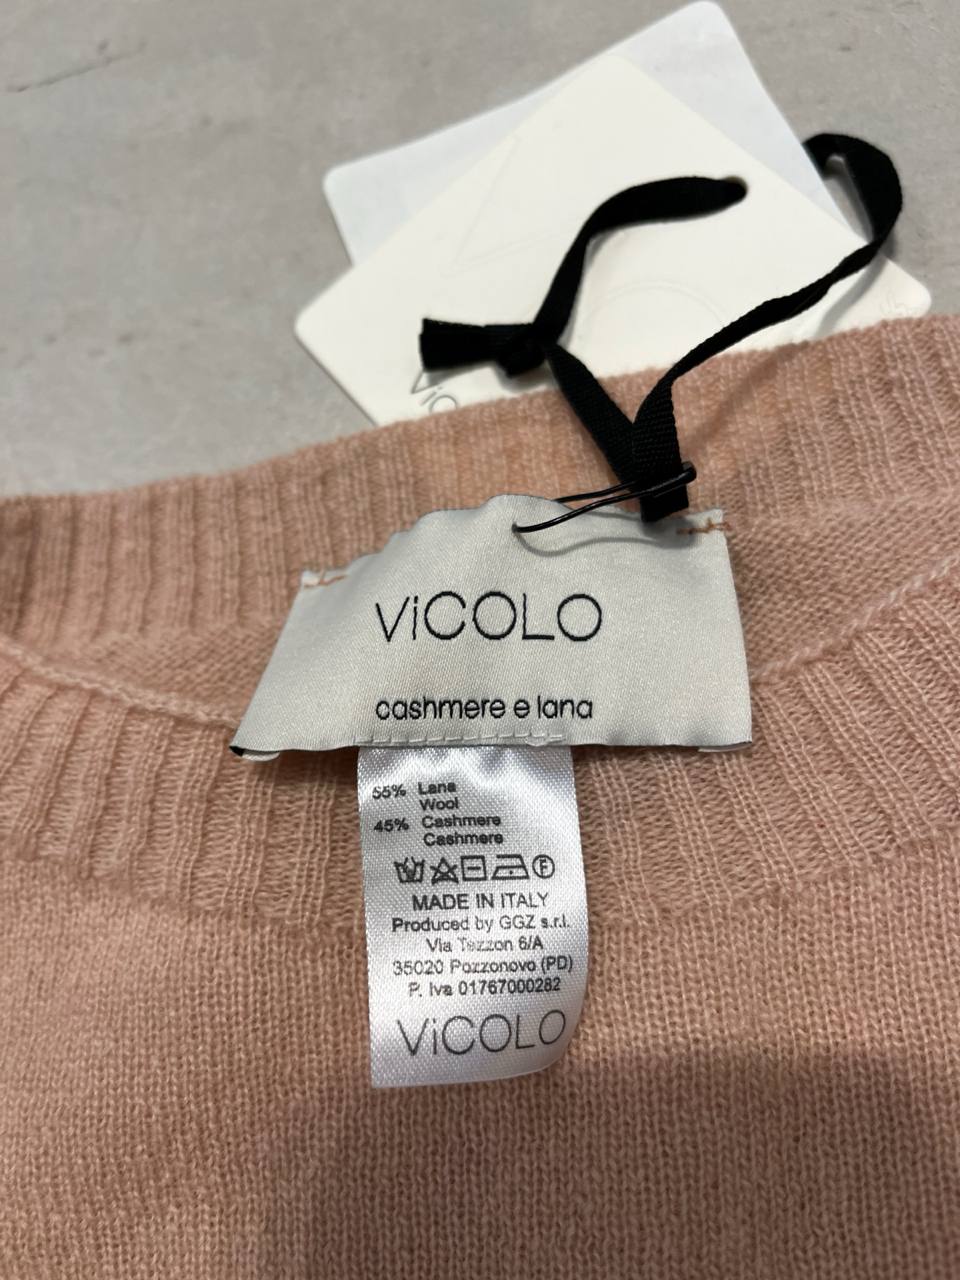 ViCOLO
cashmere e lana
55% Lana
Wool
45% Cashmere
Cashmere
MADE IN ITALY
Produced by GGZ s.r.l.
Via Tezzon 6/A
35020 Pozzonovo (PD)
P. Iva 01767000282
ViCOLO